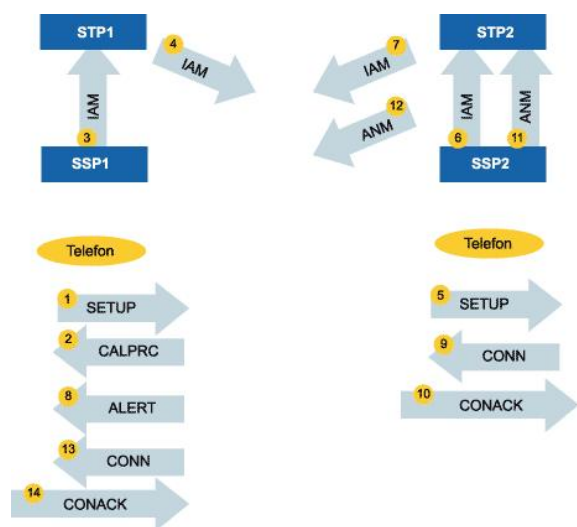 STP1
4
IAM
IAM
3
SSP1
7
IAM
12
ANM
STP2
IAM
ANM
6
11
SSP2
Telefon
1
SETUP
2
CALPRC
8
ALERT
13
CONN
14
CONACK
Telefon
5
SETUP
9
CONN
10
CONACK